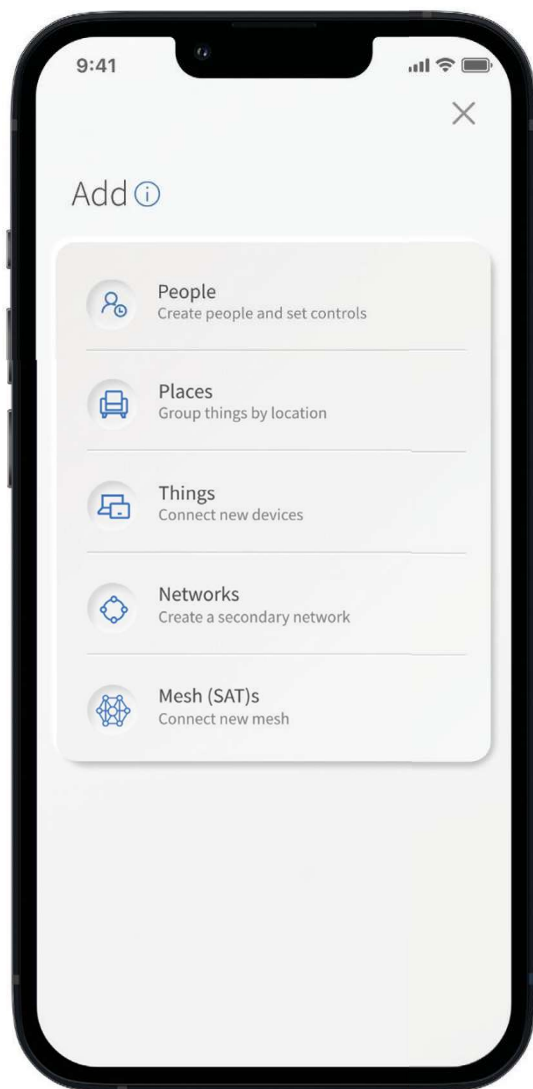 9:41
Add
People
Create people and set controls
Places
Group things by location
Things
Connect new devices
Networks
Create a secondary network
Mesh (SAT)s
Connect new mesh